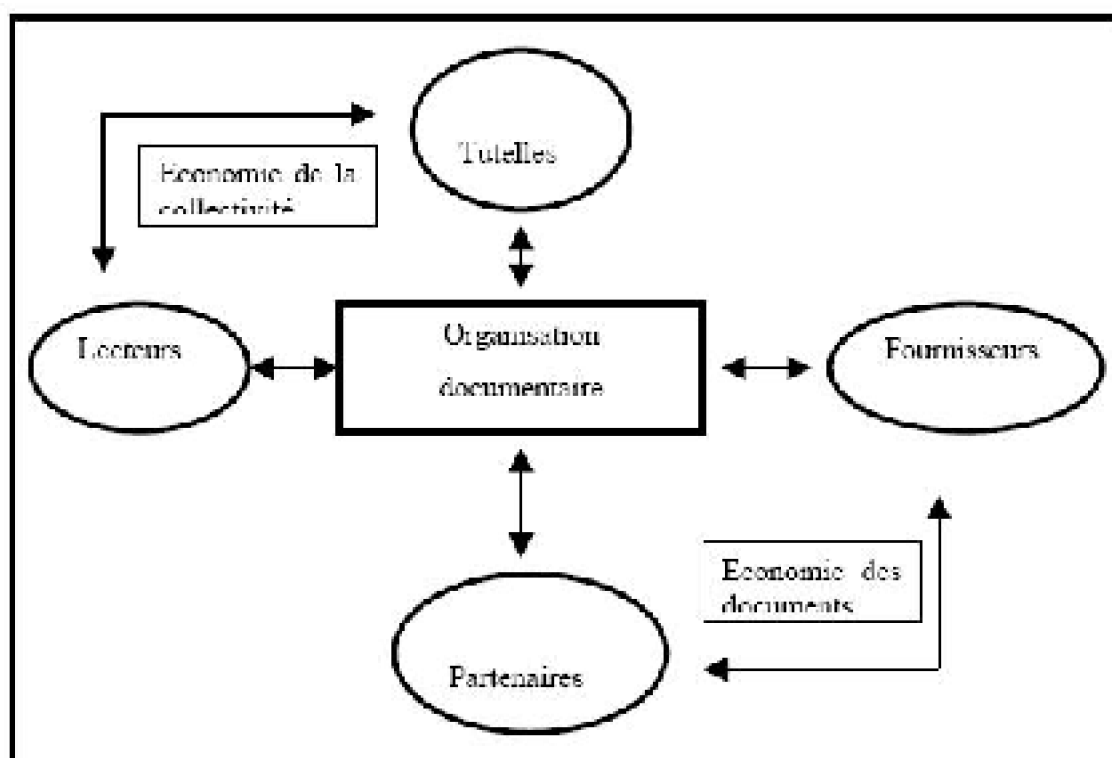 Tutelles
Economie de la
collectivité
Lecteurs
Organisation
documentaire
Fournisseurs
Economie des
documents
Partenaires